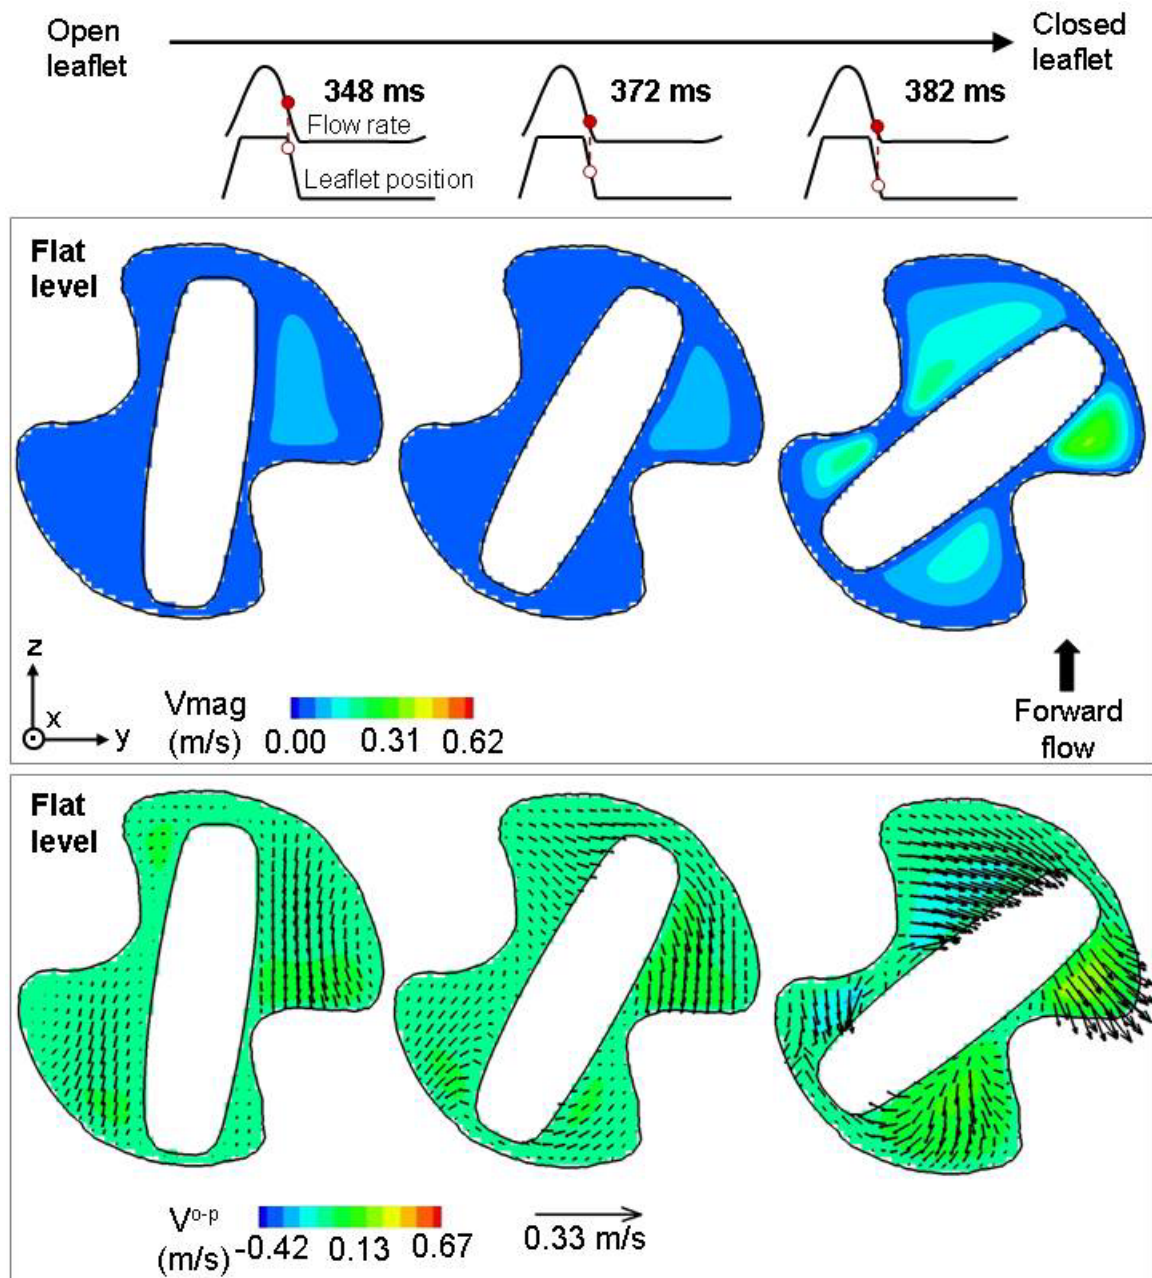 Open
leaflet
Closed
leaflet
348 ms
372 ms
382 ms
Flow rate
Leaflet position
Flat
level
z
x
y
Vmag
(m/s)
0.00 0.31 0.62
Forward
flow
Flat
level
V^o-p
(m/s)
-0.42 0.13 0.67
0.33 m/s